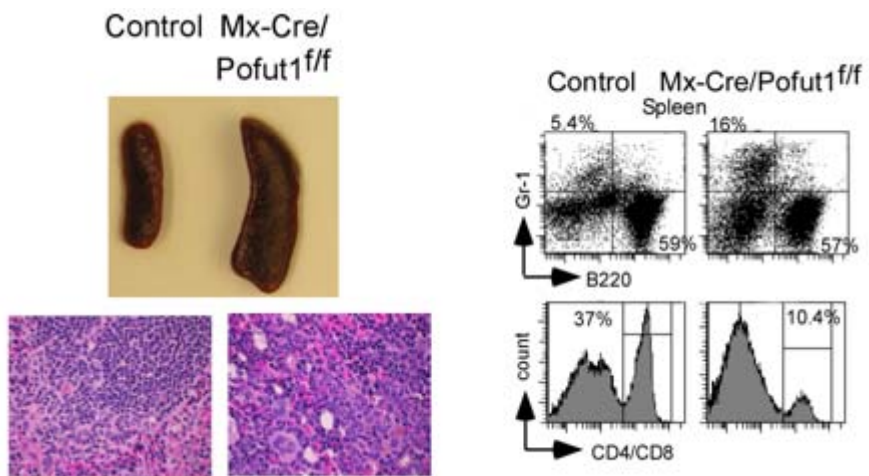 Control Mx-Cre/
Pofut1f/f
Control Mx-Cre/Pofut1f/f
Spleen
5.4%
16%
Gr-1
59%
57%
B220
37%
10.4%
count
CD4/CD8